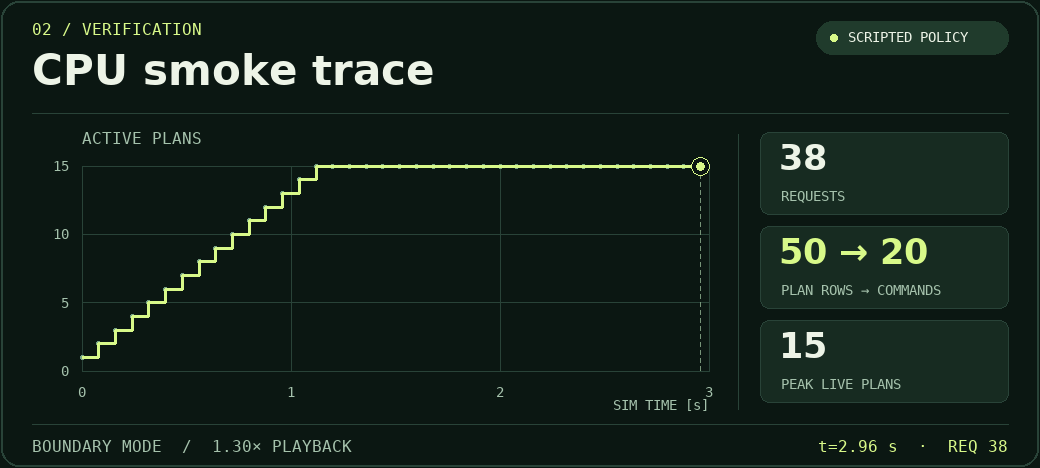 02 / VERIFICATION
SCRIPTED POLICY
CPU smoke trace
ACTIVE PLANS
15
10
5
0
0 1 2 3
SIM TIME [s]
38
REQUESTS
50 → 20
PLAN ROWS → COMMANDS
15
PEAK LIVE PLANS
BOUNDARY MODE / 1.30× PLAYBACK
t=2.96 s · REQ 38